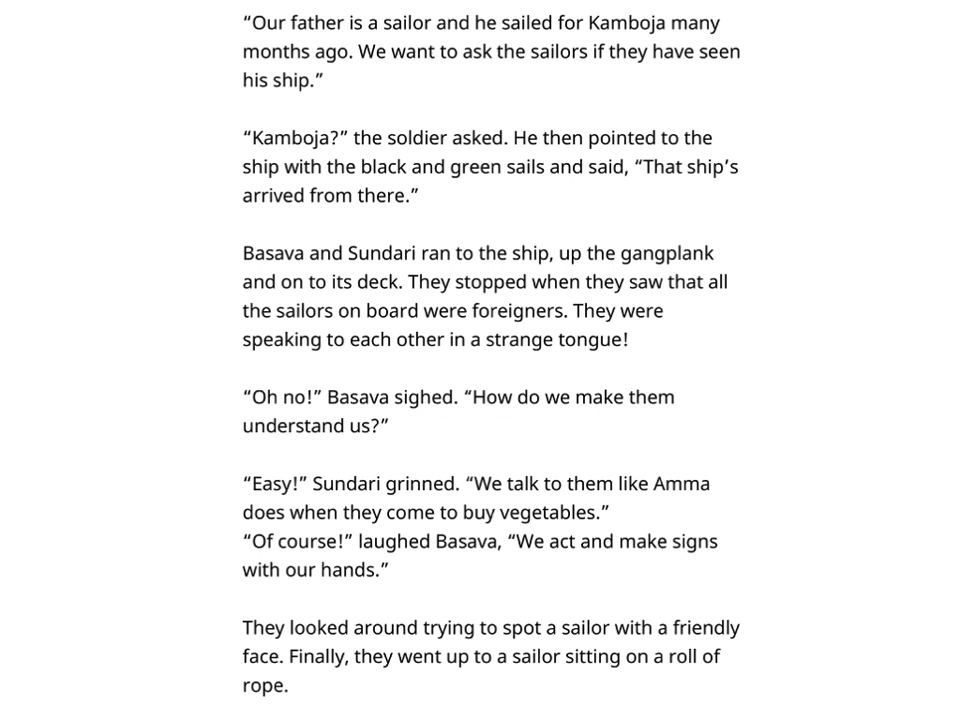 “Our father is a sailor and he sailed for Kamboja many
months ago. We want to ask the sailors if they have seen
his ship.”
“Kamboja?” the soldier asked. He then pointed to the
ship with the black and green sails and said, “That ship’s
arrived from there.”
Basava and Sundari ran to the ship, up the gangplank
and on to its deck. They stopped when they saw that all
the sailors on board were foreigners. They were
speaking to each other in a strange tongue!
“Oh no!” Basava sighed. “How do we make them
understand us?”
“Easy!” Sundari grinned. “We talk to them like Amma
does when they come to buy vegetables.”
“Of course!” laughed Basava, “We act and make signs
with our hands.”
They looked around trying to spot a sailor with a friendly
face. Finally, they went up to a sailor sitting on a roll of
rope.